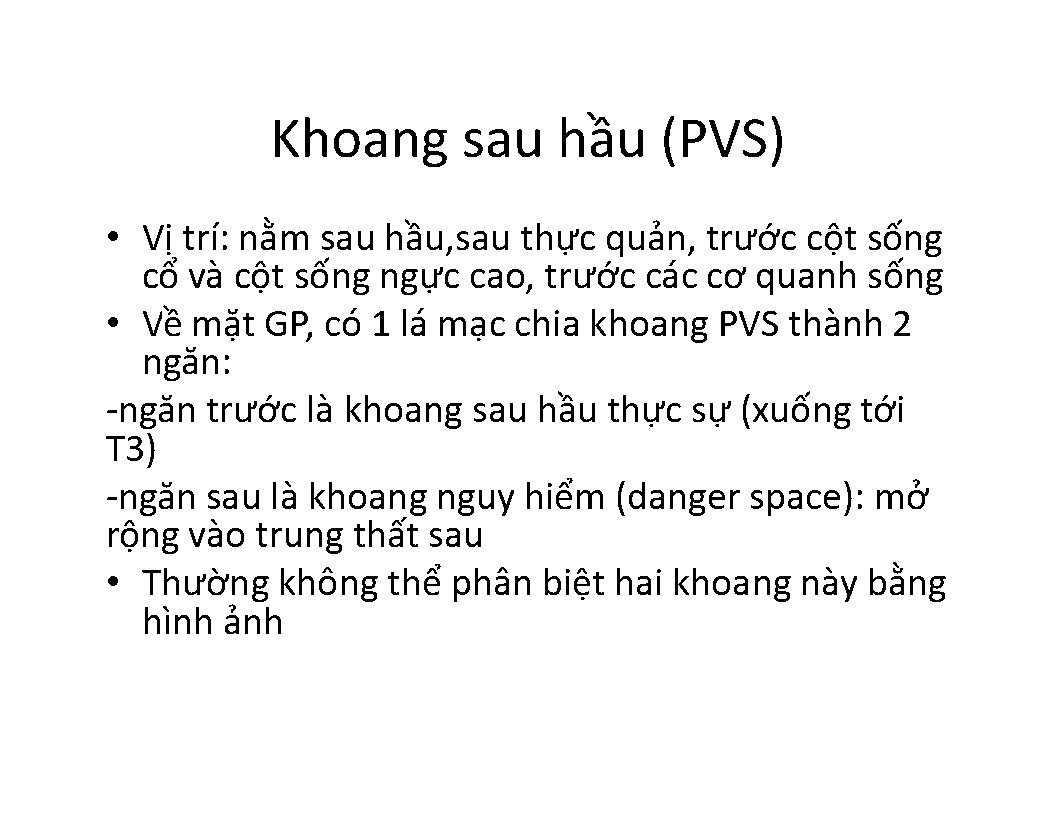 Khoang sau hầu (PVS)
• Vị trí: nằm sau hầu,sau thực quản, trước cột sống
cổ và cột sống ngực cao, trước các cơ quanh sống
• Về mặt GP, có 1 lá mạc chia khoang PVS thành 2
ngăn:
-ngăn trước là khoang sau hầu thực sự (xuống tới
T3)
-ngăn sau là khoang nguy hiểm (danger space): mở
rộng vào trung thất sau
• Thường không thể phân biệt hai khoang này bằng
hình ảnh